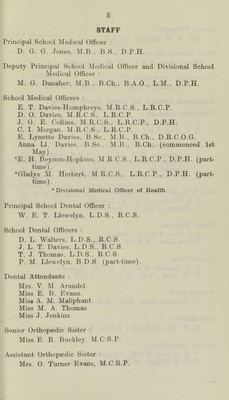 5
STAFF
Principal School Medical Officer :
D. G. G. Jones, M.B., B.S., D.P.H.
Deputy Principal School Medical Officer and Divisional School
Medical Officer :
M. G. Danaher, M.B., B.Ch., B.A.O., L.M., D.P.H.
School Medical Officers :
E. T. Davies-Humphreys, M.R.C.S., L.R.C.P.
D. O. Davies, M.R.C.S., L.R.C.P.
J. G. E. Collins, M.R.C.S., L.R.C.P., D.P.H.
C. I. Morgan, M.R.C.S., L.R.C.P.
E. Lynette Davies, B.Sc., M.B., B.Ch., D.R.C.O.G.
Anna Ll. Davies, B.Sc., M.B., B.Ch. (commenced 1st
May).
*E. H. Beynon-Hopkins, M.R.C.S., L.R.C.P., D.P.H. (part-
time).
*Gladys M. Herbert, M.R.C.S., L.R.C.P., D.P.H. (part-
time).
* Divisional Medical Officer of Health.
Principal School Dental Officer :
W. E. T. Llewelyn, L.D.S., R.C.S.
School Dental Officers :
D. L. Walters, L.D.S., R.C.S.
J. L. T. Davies, L.D.S., R.C.S.
T. J. Thomas, L.D.S., R.C.S.
P. M. Llewelyn, B.D.S. (part-time).
Dental Attendants :
Mrs. V. M. Arundel.
Miss E. B. Evans.
Miss A. M. Maliphant.
Miss M. A. Thomas.
Miss J. Jenkins.
Senior Orthopædic Sister :
Miss E. R. Buckley, M.C.S.P.
Assistant Orthopædic Sister :
Mrs. O. Turner Evans, M.C.S.P.